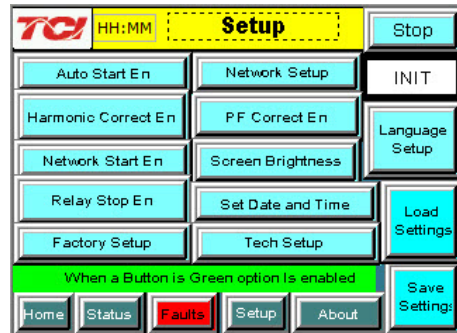 TCI HH:MM Setup Stop
Auto Start En Network Setup INIT
Harmonic Correct En PF Correct En Language
Setup
Network Start En Screen Brightness
Relay Stop En Set Date and Time Load
Settings
Factory Setup Tech Setup
When a Button is Green option Is enabled Save
Settings
Home Status Faults Setup About